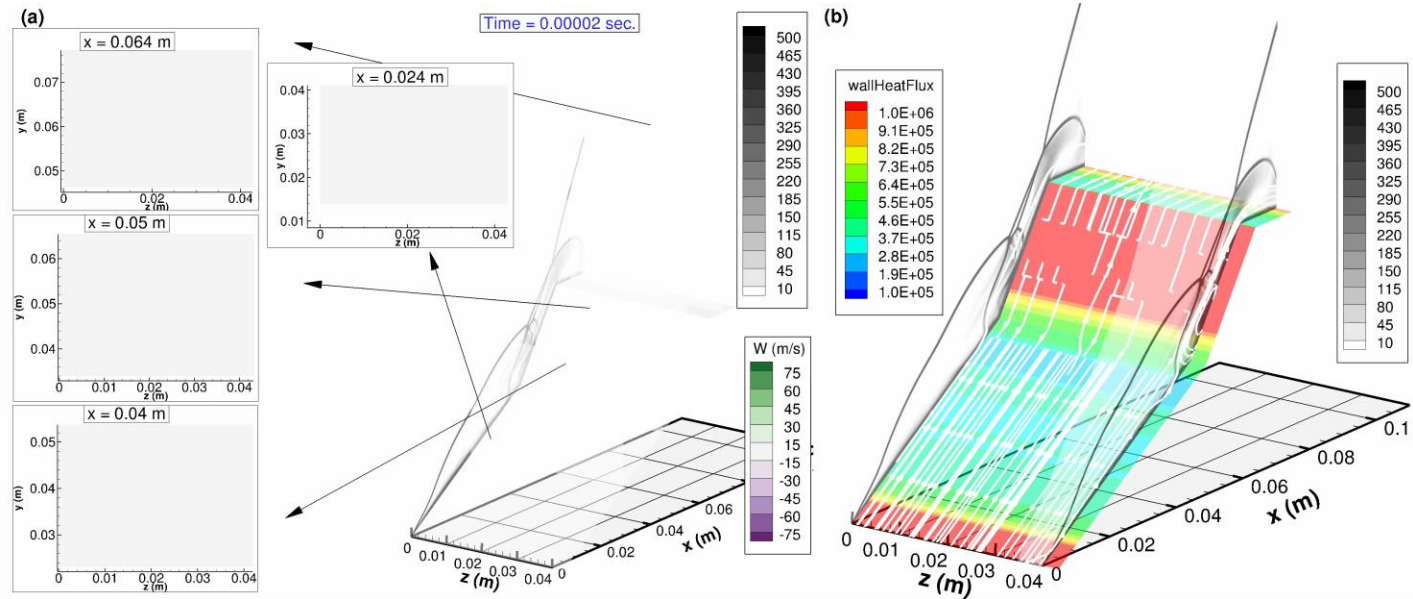 (a)
Time = 0.00002 sec.
x = 0.064 m
y (m)
0.07
0.06
0.05
0
0.02
0.04
z (m)
x = 0.024 m
y (m)
0.04
0.03
0.02
0.01
0
0.02
0.04
z (m)
x = 0.05 m
y (m)
0.06
0.05
0.04
0
0.01
0.02
0.03
0.04
z (m)
x = 0.04 m
y (m)
0.05
0.04
0.03
0
0.01
0.02
0.03
0.04
z (m)
500
465
430
395
360
325
290
255
220
185
150
115
80
45
10
W (m/s)
75
60
45
30
15
-15
-30
-45
-60
-75
0
0.01
0.02
0.03
0.04
z (m)
0
0.02
0.04
0.06
x (m)
(b)
wallHeatFlux
1.0E+06
9.1E+05
8.2E+05
7.3E+05
6.4E+05
5.5E+05
4.6E+05
3.7E+05
2.8E+05
1.9E+05
1.0E+05
500
465
430
395
360
325
290
255
220
185
150
115
80
45
10
0
0.01
0.02
0.03
0.04
z (m)
0
0.02
0.04
0.06
0.08
0.1
x (m)